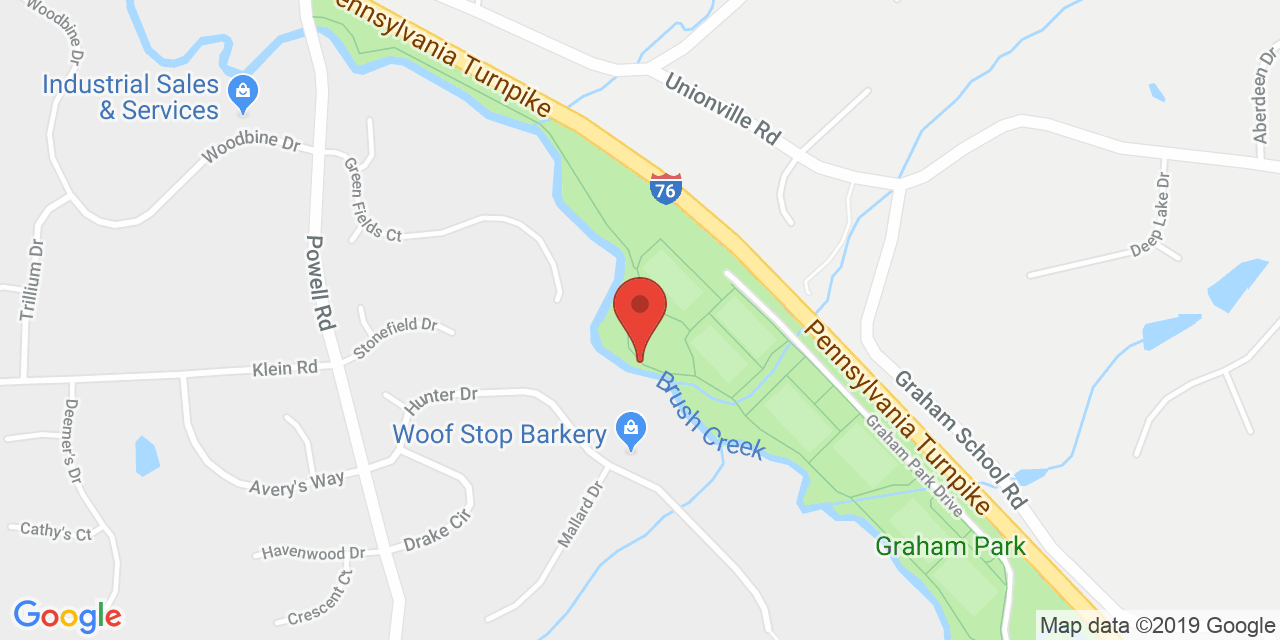 Woodbine Dr
Pennsylvania Turnpike
Industrial Sales
& Services
Unionville Rd
Aberdeen Dr
Woodbine Dr
Green Fields Ct
76
Deep Lake Dr
Trillium Dr
Powell Rd
Stonefield Dr
Klein Rd
Pennsylvania Turnpike
Hunter Dr
Brush Creek
Graham School Rd
Deemer's Dr
Woof Stop Barkery
Graham Park Drive
Avery's Way
Mallard Dr
Cathy's Ct
Drake Cir
Havenwood Dr
Graham Park
Crescent Ct
Google
Map data ©2019 Google